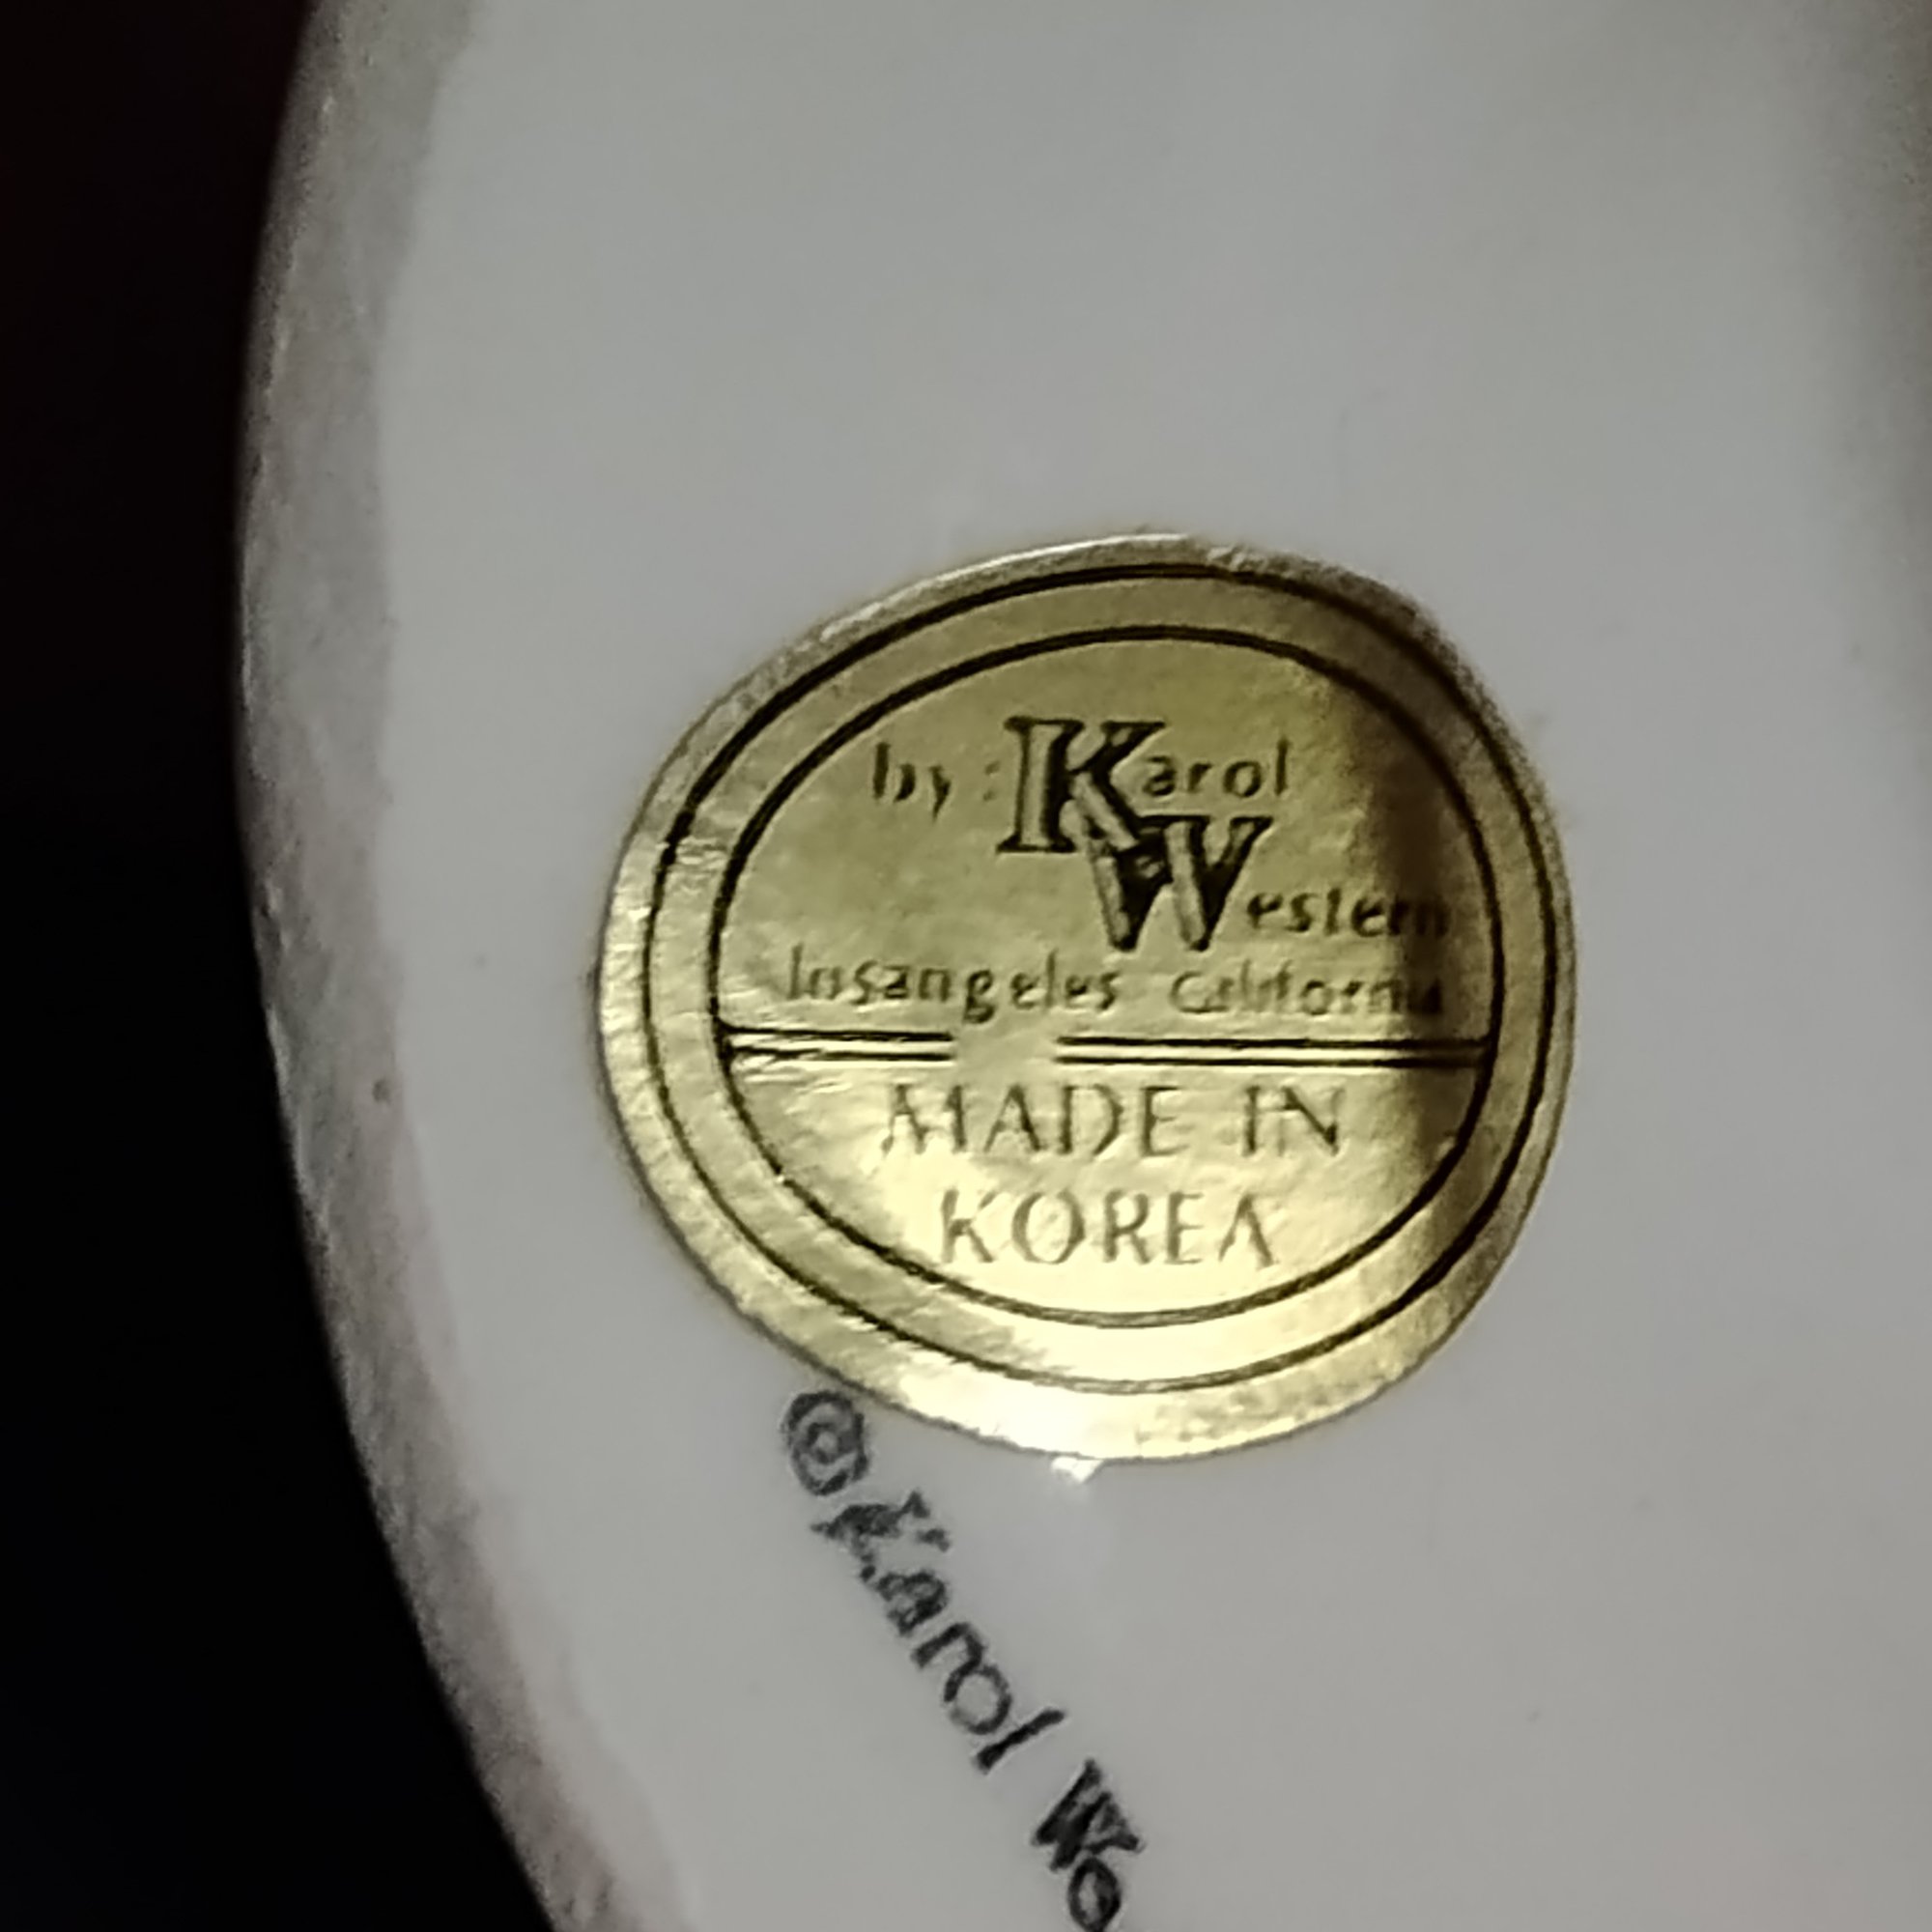 by: Karol
Western
losangeles California
MADE IN
KOREA
©Karol We